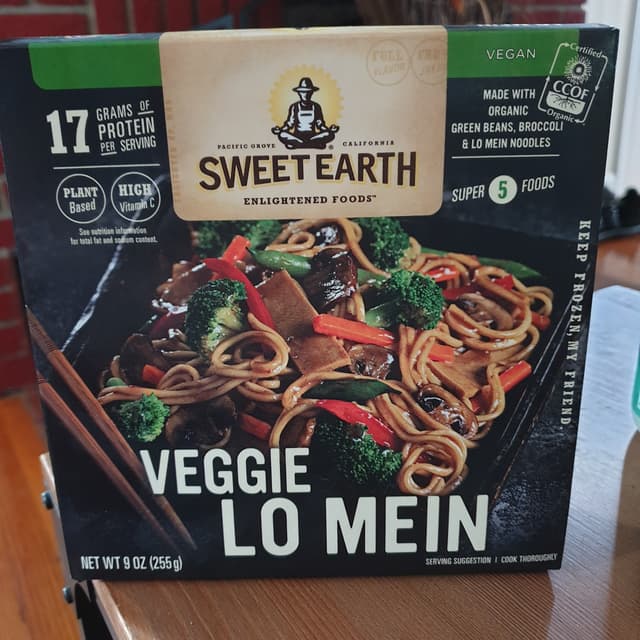 17 GRAMS OF
PROTEIN
PER SERVING
PLANT
Based
HIGH
Vitamin C
See nutrition information
for total fat and sodium content.
FULL
FLAVOR
PACIFIC GROVE CALIFORNIA
SWEET EARTH®
ENLIGHTENED FOODS™
VEGAN
Certified
CCOF
Organic
MADE WITH
ORGANIC
GREEN BEANS, BROCCOLI
& LO MEIN NOODLES
SUPER 5 FOODS
KEEP FROZEN, MY FRIEND
VEGGIE
LO MEIN
NET WT 9 OZ (255g)
SERVING SUGGESTION | COOK THOROUGHLY